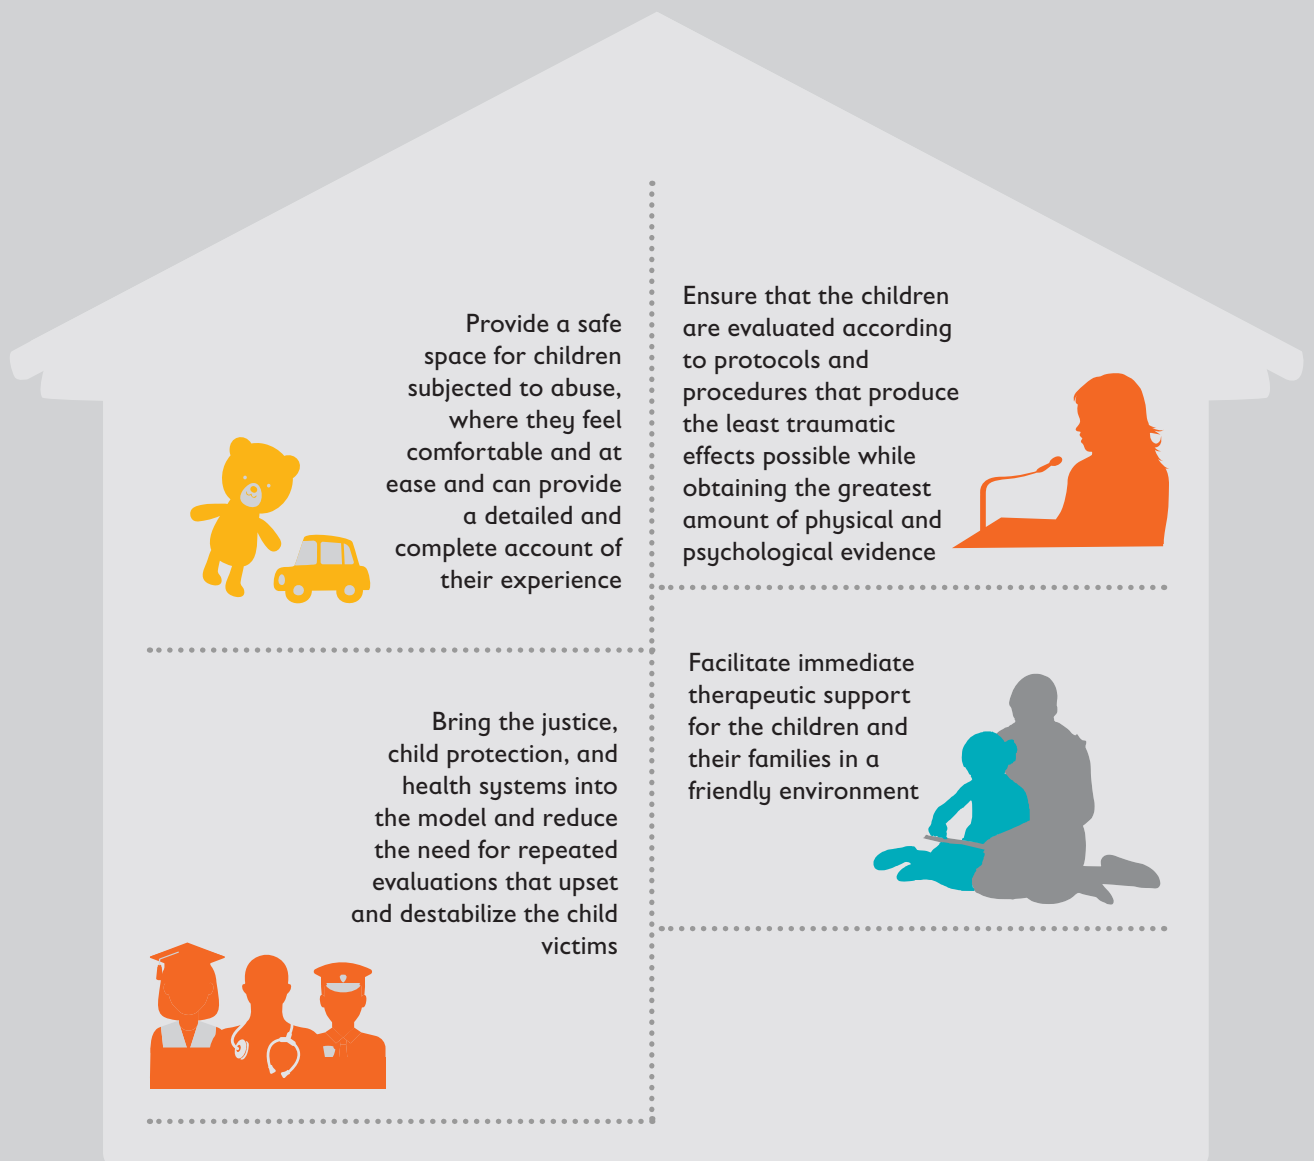 Provide a safe
space for children
subjected to abuse,
where they feel
comfortable and at
ease and can provide
a detailed and
complete account of
their experience
Ensure that the children
are evaluated according
to protocols and
procedures that produce
the least traumatic
effects possible while
obtaining the greatest
amount of physical and
psychological evidence
Bring the justice,
child protection, and
health systems into
the model and reduce
the need for repeated
evaluations that upset
and destabilize the child
victims
Facilitate immediate
therapeutic support
for the children and
their families in a
friendly environment